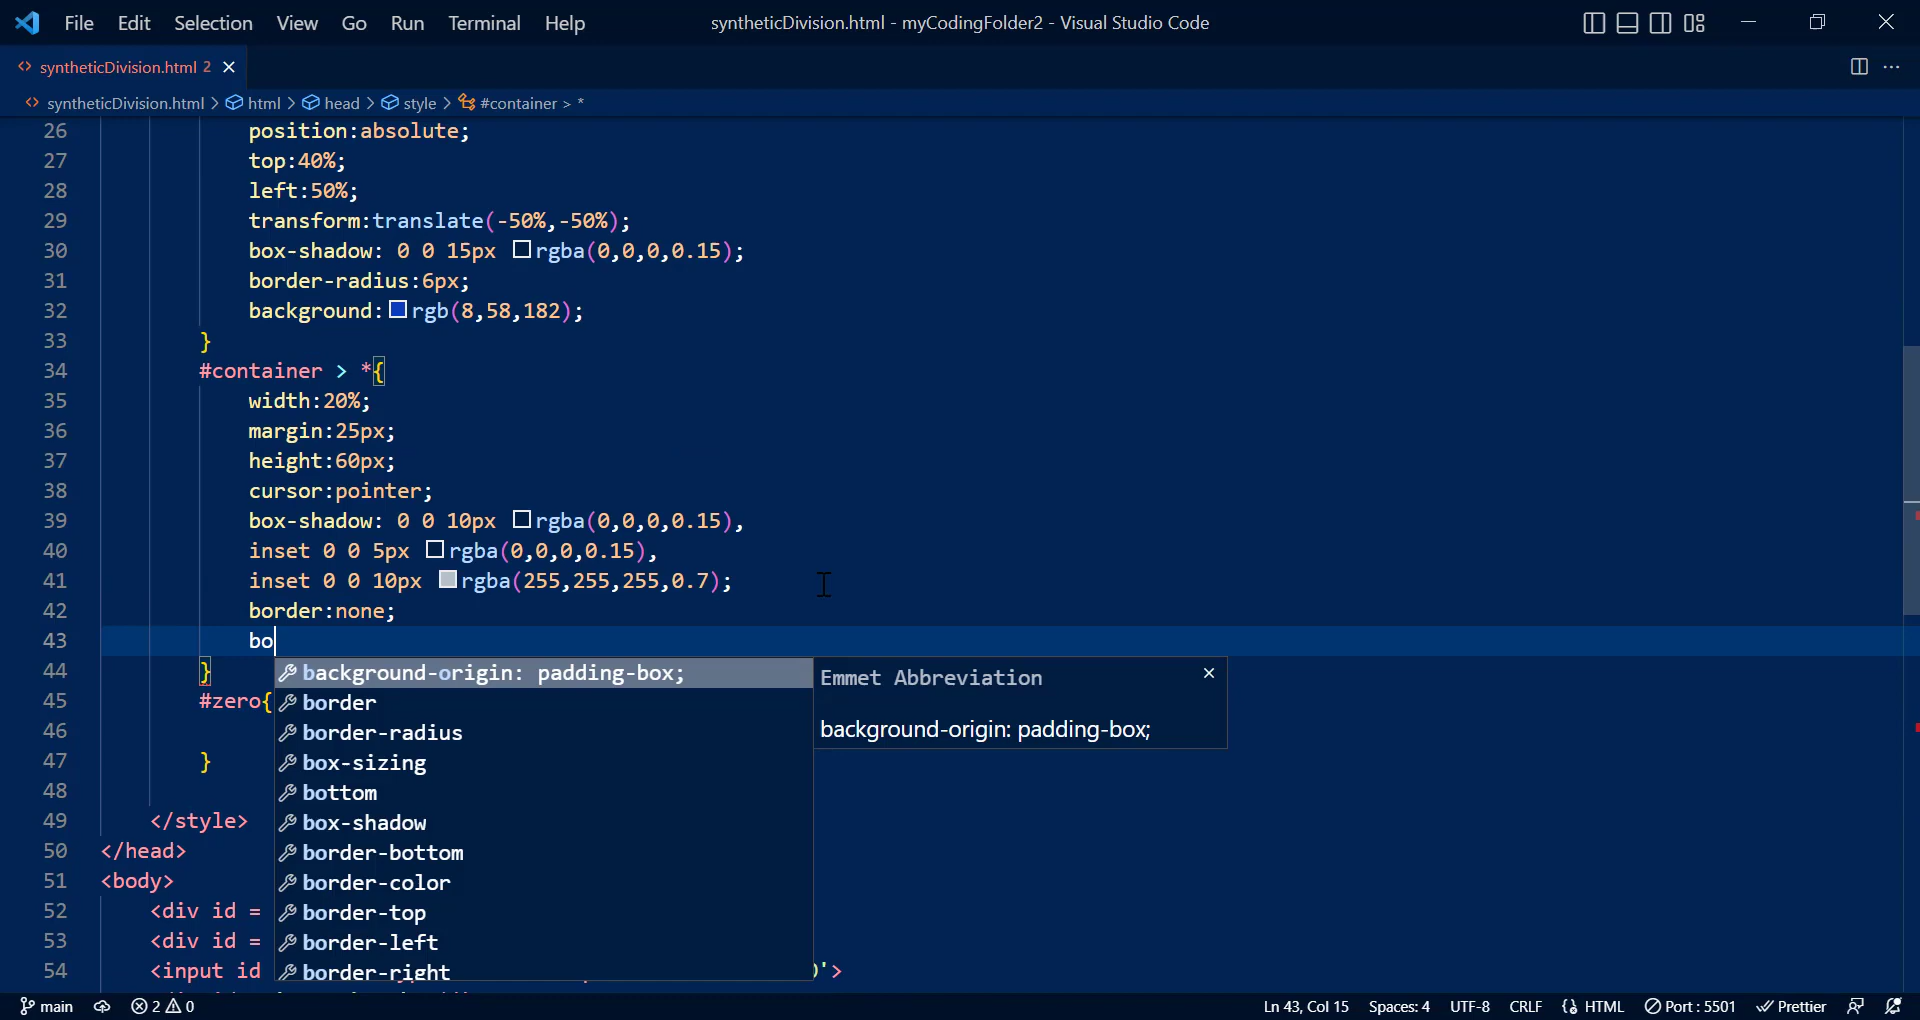 File Edit Selection View Go Run Terminal Help syntheticDivision.html - myCodingFolder2 - Visual Studio Code
syntheticDivision.html 2
syntheticDivision.html > html > head > style > #container > *
26 position:absolute;
27 top:40%;
28 left:50%;
29 transform:translate(-50%,-50%);
30 box-shadow: 0 0 15px rgba(0,0,0,0.15);
31 border-radius:6px;
32 background:rgb(8,58,182);
33 }
34 #container > *{
35 width:20%;
36 margin:25px;
37 height:60px;
38 cursor:pointer;
39 box-shadow: 0 0 10px rgba(0,0,0,0.15),
40 inset 0 0 5px rgba(0,0,0,0.15),
41 inset 0 0 10px rgba(255,255,255,0.7);
42 border:none;
43 bo
44 }
45 #zero{
46
47 }
48
49 </style>
50 </head>
51 <body>
52 <div id =
53 <div id =
54 <input id '>
background-origin: padding-box;
border
border-radius
box-sizing
bottom
box-shadow
border-bottom
border-color
border-top
border-left
border-right
Emmet Abbreviation
background-origin: padding-box;
main 2 0 Ln 43, Col 15 Spaces: 4 UTF-8 CRLF {} HTML Port : 5501 Prettier